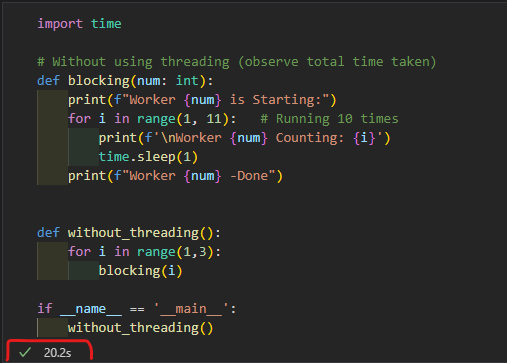 import time
# Without using threading (observe total time taken)
def blocking(num: int):
    print(f"Worker {num} is Starting:")
    for i in range(1, 11):   # Running 10 times
        print(f'\nWorker {num} Counting: {i}')
        time.sleep(1)
    print(f"Worker {num} -Done")
def without_threading():
    for i in range(1,3):
        blocking(i)
if __name__ == '__main__':
    without_threading()
20.2s